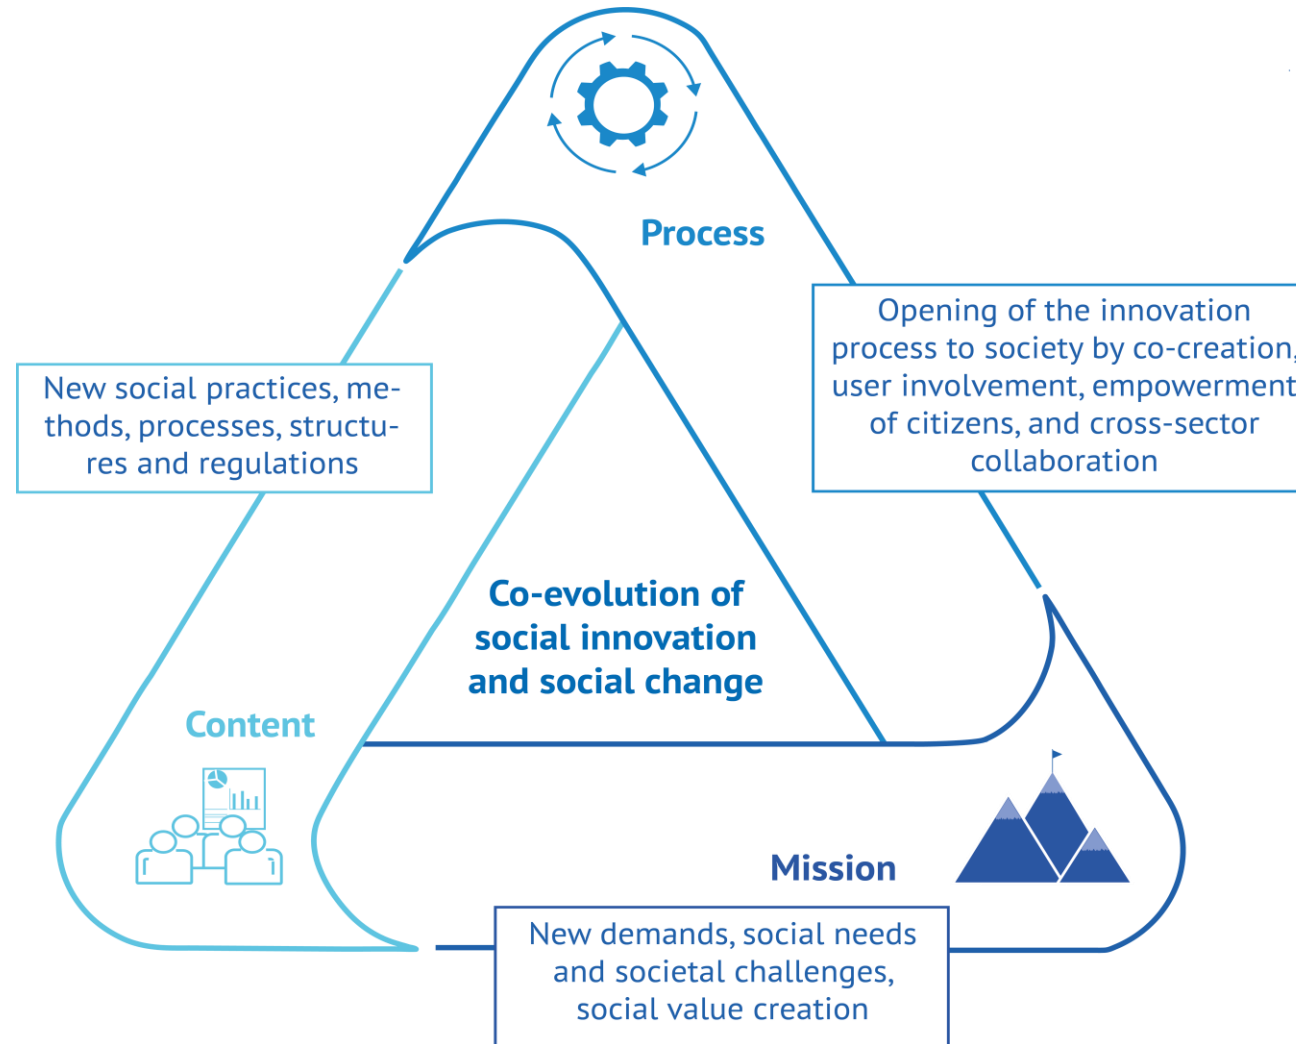 Process
Opening of the innovation
process to society by co-creation,
user involvement, empowerment
of citizens, and cross-sector
collaboration
New social practices, me-
thods, processes, structu-
res and regulations
Co-evolution of
social innovation
and social change
Content
Mission
New demands, social needs
and societal challenges,
social value creation